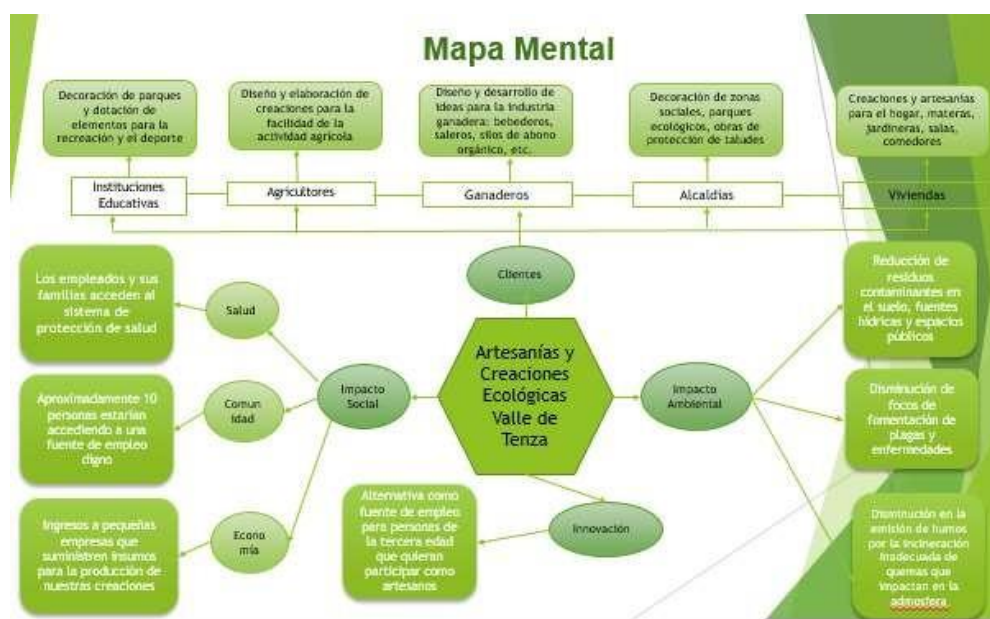 Mapa Mental
Decoración de parques
y dotación de
elementos para la
recreación y el deporte
Diseño y elaboración de
creaciones para la
facilidad de la
actividad agrícola
Diseño y desarrollo de
ideas para la industria
ganadera: bebederos,
saleros, silos de abono
orgánico, etc.
Decoración de zonas
sociales, parques
ecológicos, obras de
protección de taludes
Creaciones y artesanías
para el hogar, materas,
jardineras, salas,
comedores
Instituciones
Educativas
Agricultores
Ganaderos
Alcaldías
Viviendas
Clientes
Los empleados y sus
familias acceden al
sistema de
protección de salud
Salud
Aproximadamente 10
personas estarían
accediendo a una
fuente de empleo
digno
Comun
idad
Impacto
Social
Ingresos a pequeñas
empresas que
suministren insumos
para la producción de
nuestras creaciones
Econo
mía
Artesanías y
Creaciones
Ecológicas
Valle de
Tenza
Impacto
Ambiental
Reducción de
residuos
contaminantes en
el suelo, fuentes
hídricas y espacios
públicos
Disminución de
focos de
fomentación de
plagas y
enfermedades
Disminución en la
emisión de humos
por la incineración
inadecuada de
quemas que
impactan en la
admosfera
Alternativa como
fuente de empleo
para personas de
la tercera edad
que quieran
participar como
artesanos
Innovación